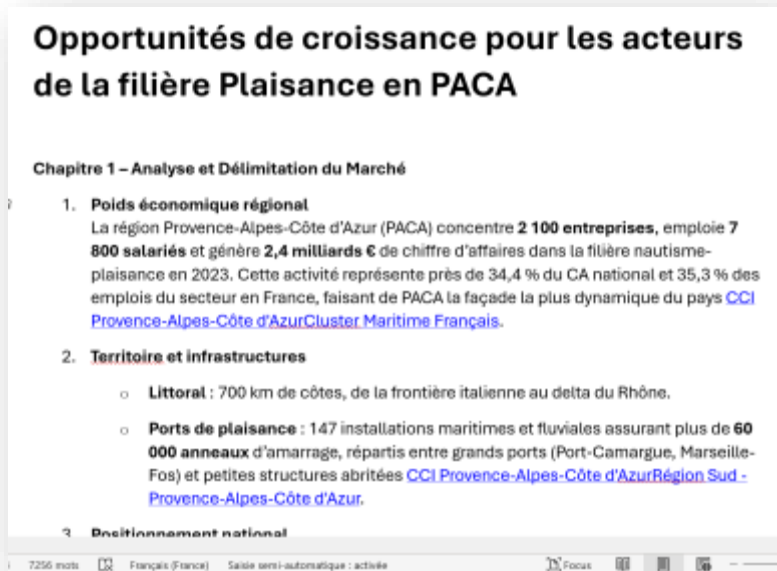 Opportunités de croissance pour les acteurs
de la filière Plaisance en PACA
Chapitre 1 – Analyse et Délimitation du Marché
1. Poids économique régional
La région Provence-Alpes-Côte d'Azur (PACA) concentre 2 100 entreprises, emploie 7
800 salariés et génère 2,4 milliards € de chiffre d'affaires dans la filière nautisme-
plaisance en 2023. Cette activité représente près de 34,4 % du CA national et 35,3 % des
emplois du secteur en France, faisant de PACA la façade la plus dynamique du pays CCI
Provence-Alpes-Côte d'AzurCluster Maritime Français.
2. Territoire et infrastructures
○ Littoral : 700 km de côtes, de la frontière italienne au delta du Rhône.
○ Ports de plaisance : 147 installations maritimes et fluviales assurant plus de 60
000 anneaux d'amarrage, répartis entre grands ports (Port-Camargue, Marseille-
Fos) et petites structures abritées CCI Provence-Alpes-Côte d'AzurRégion Sud -
Provence-Alpes-Côte d'Azur.
3. Positionnement national
7256 mots Français (France) Saisie semi-automatique : activée Focus